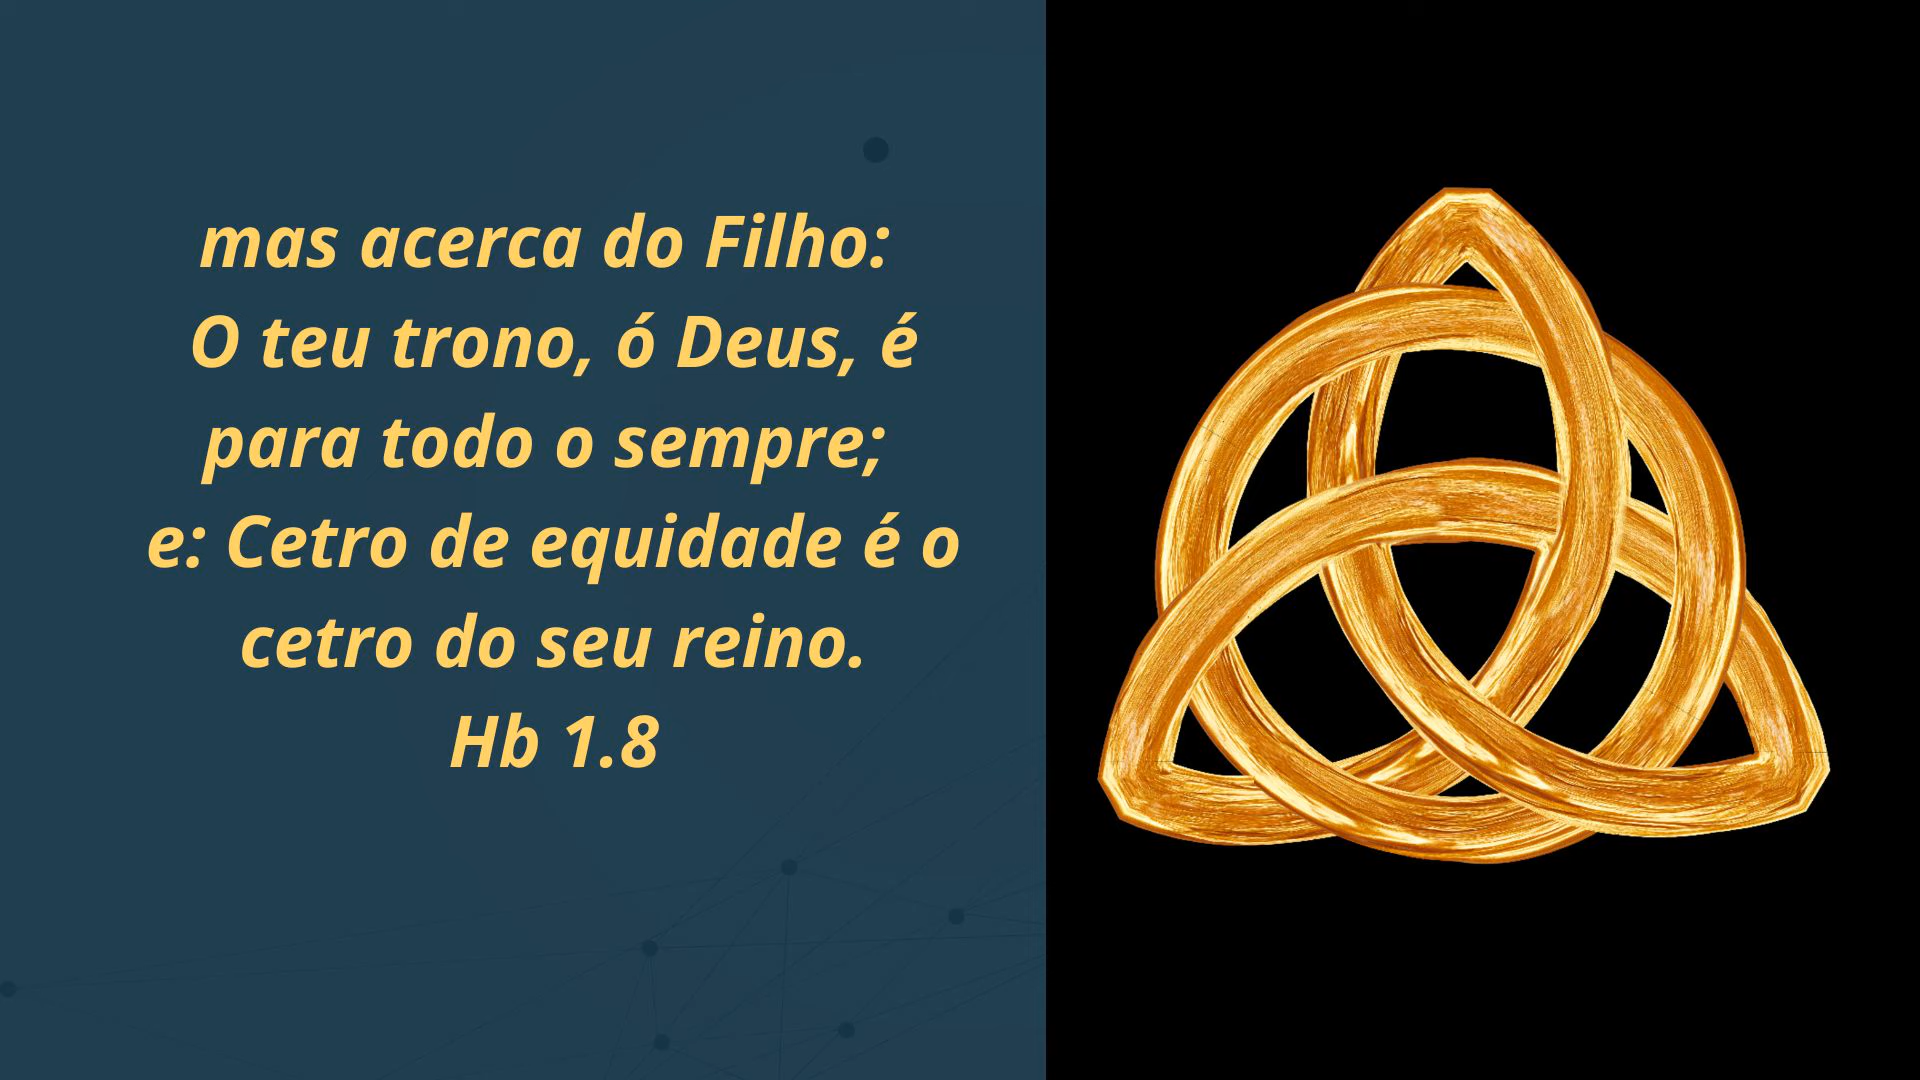 mas acerca do Filho:
O teu trono, ó Deus, é
para todo o sempre;
e: Cetro de equidade é o
cetro do seu reino.
Hb 1.8